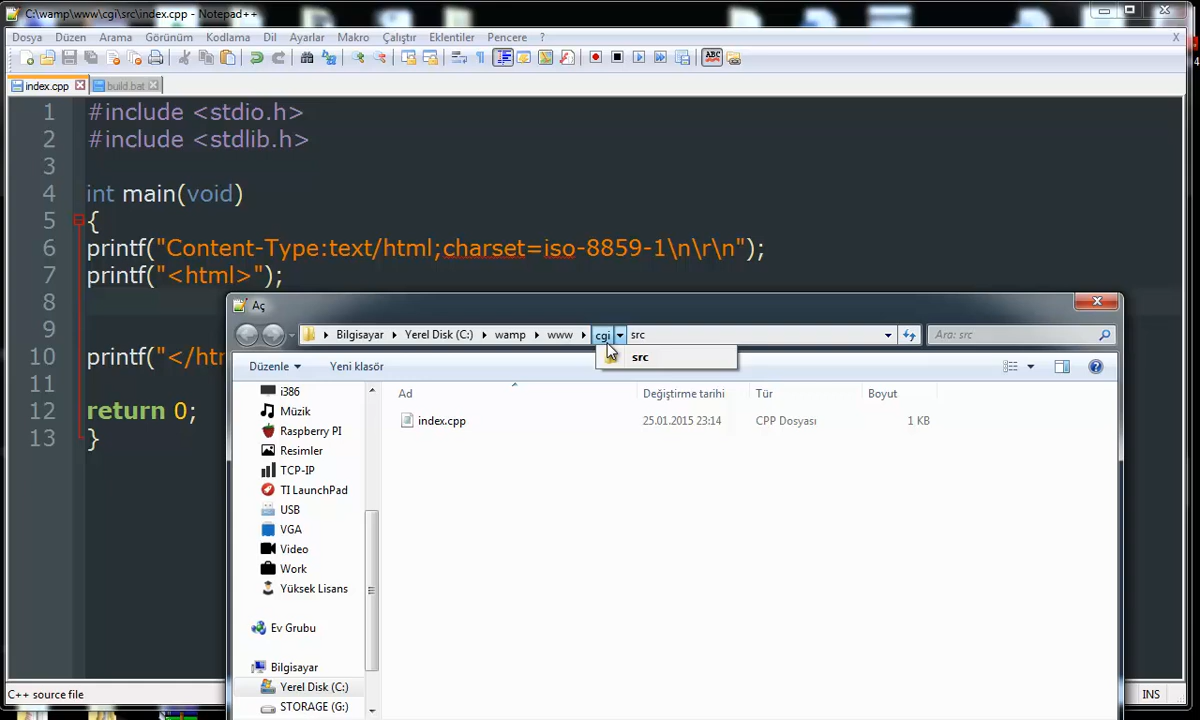 C:\wamp\www\cgi\src\index.cpp - Notepad++
Dosya Düzen Arama Görünüm Kodlama Dil Ayarlar Makro Çalıştır Eklentiler Pencere ? X
index.cpp build.bat
1 #include <stdio.h>
2 #include <stdlib.h>
3
4 int main(void)
5 {
6 printf("Content-Type:text/html;charset=iso-8859-1\n\r\n");
7 printf("<html>");
8
9
10 printf("</ht
11
12 return 0;
13 }
Aç
Bilgisayar Yerel Disk (C:) wamp www cgi src
Ara: src
src
Düzenle Yeni klasör
Ad Değiştirme tarihi Tür Boyut
index.cpp 25.01.2015 23:14 CPP Dosyası 1 KB
i386
Müzik
Raspberry PI
Resimler
TCP-IP
TI LaunchPad
USB
VGA
Video
Work
Yüksek Lisans
Ev Grubu
Bilgisayar
Yerel Disk (C:)
STORAGE (G:)
C++ source file INS